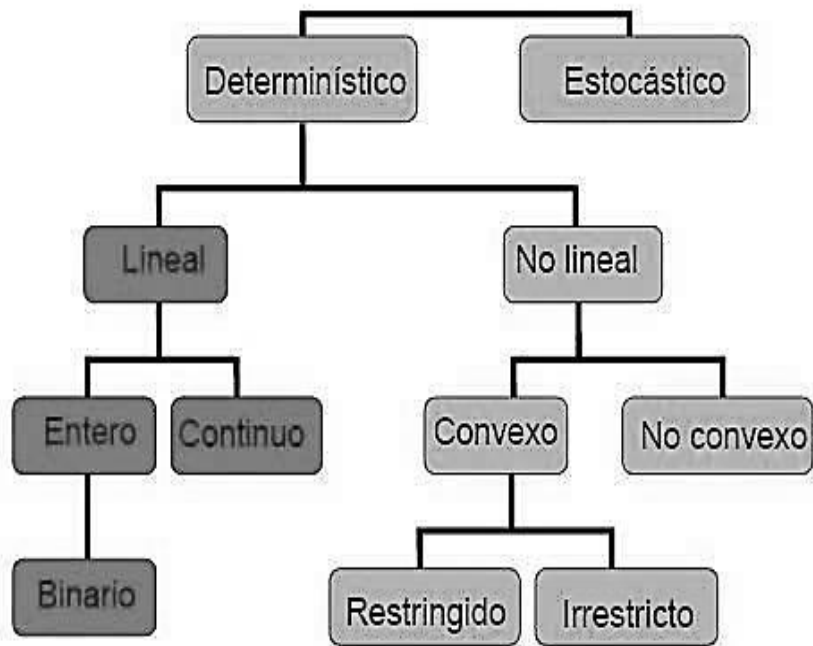 Determinístico
Estocástico
Lineal
No lineal
Entero
Continuo
Convexo
No convexo
Binario
Restringido
Irrestricto